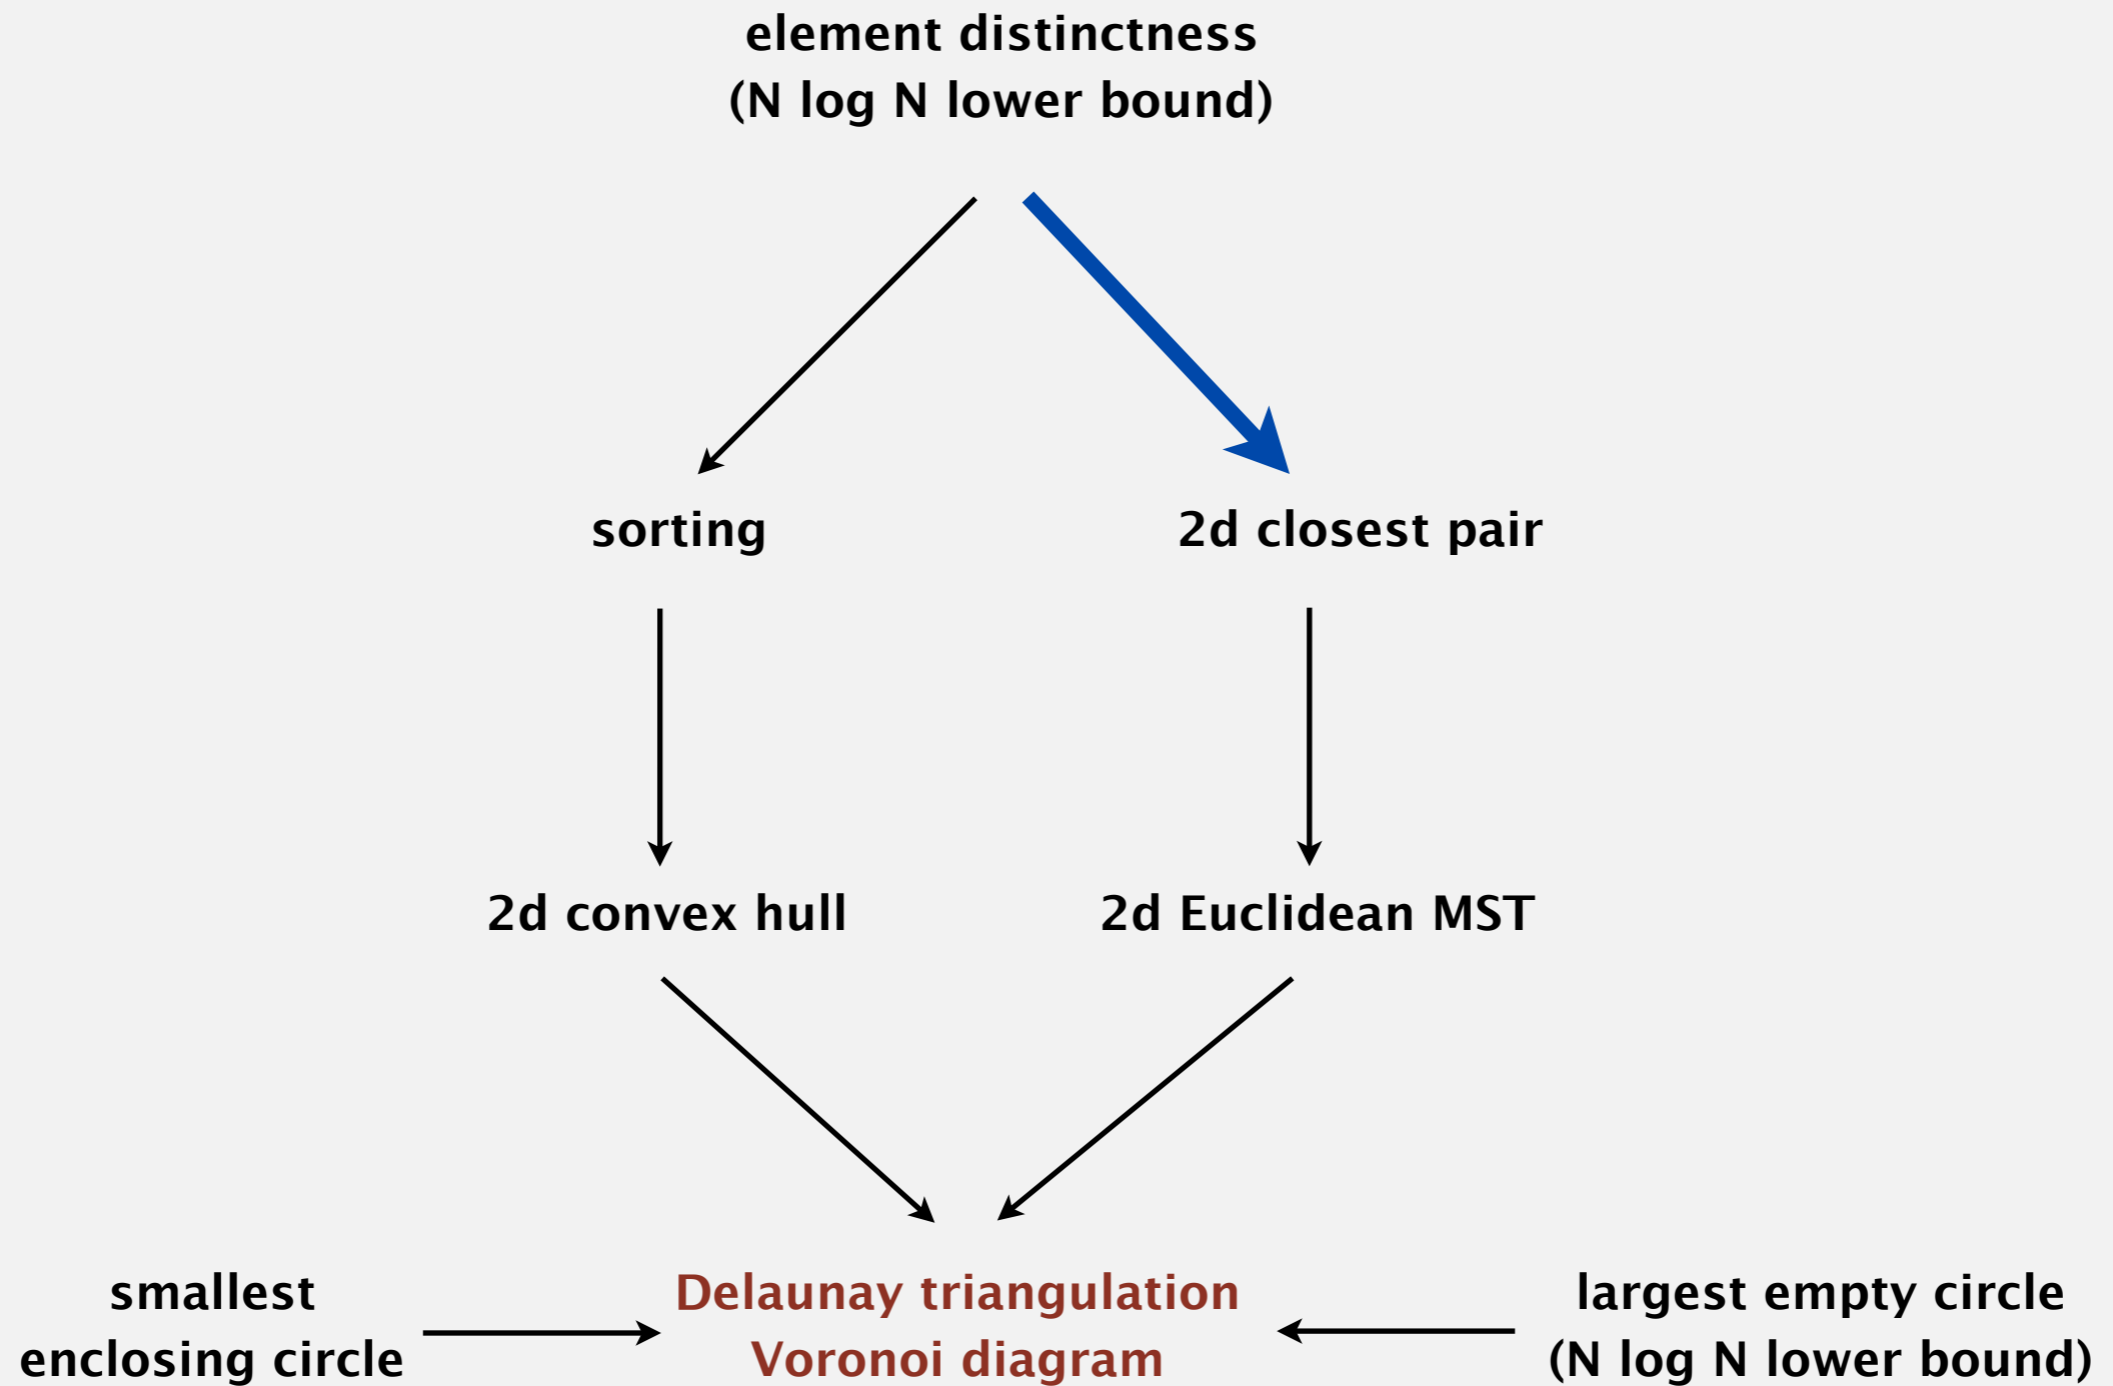 element distinctness
(N log N lower bound)
sorting
2d closest pair
2d convex hull
2d Euclidean MST
smallest
enclosing circle
Delaunay triangulation
Voronoi diagram
largest empty circle
(N log N lower bound)